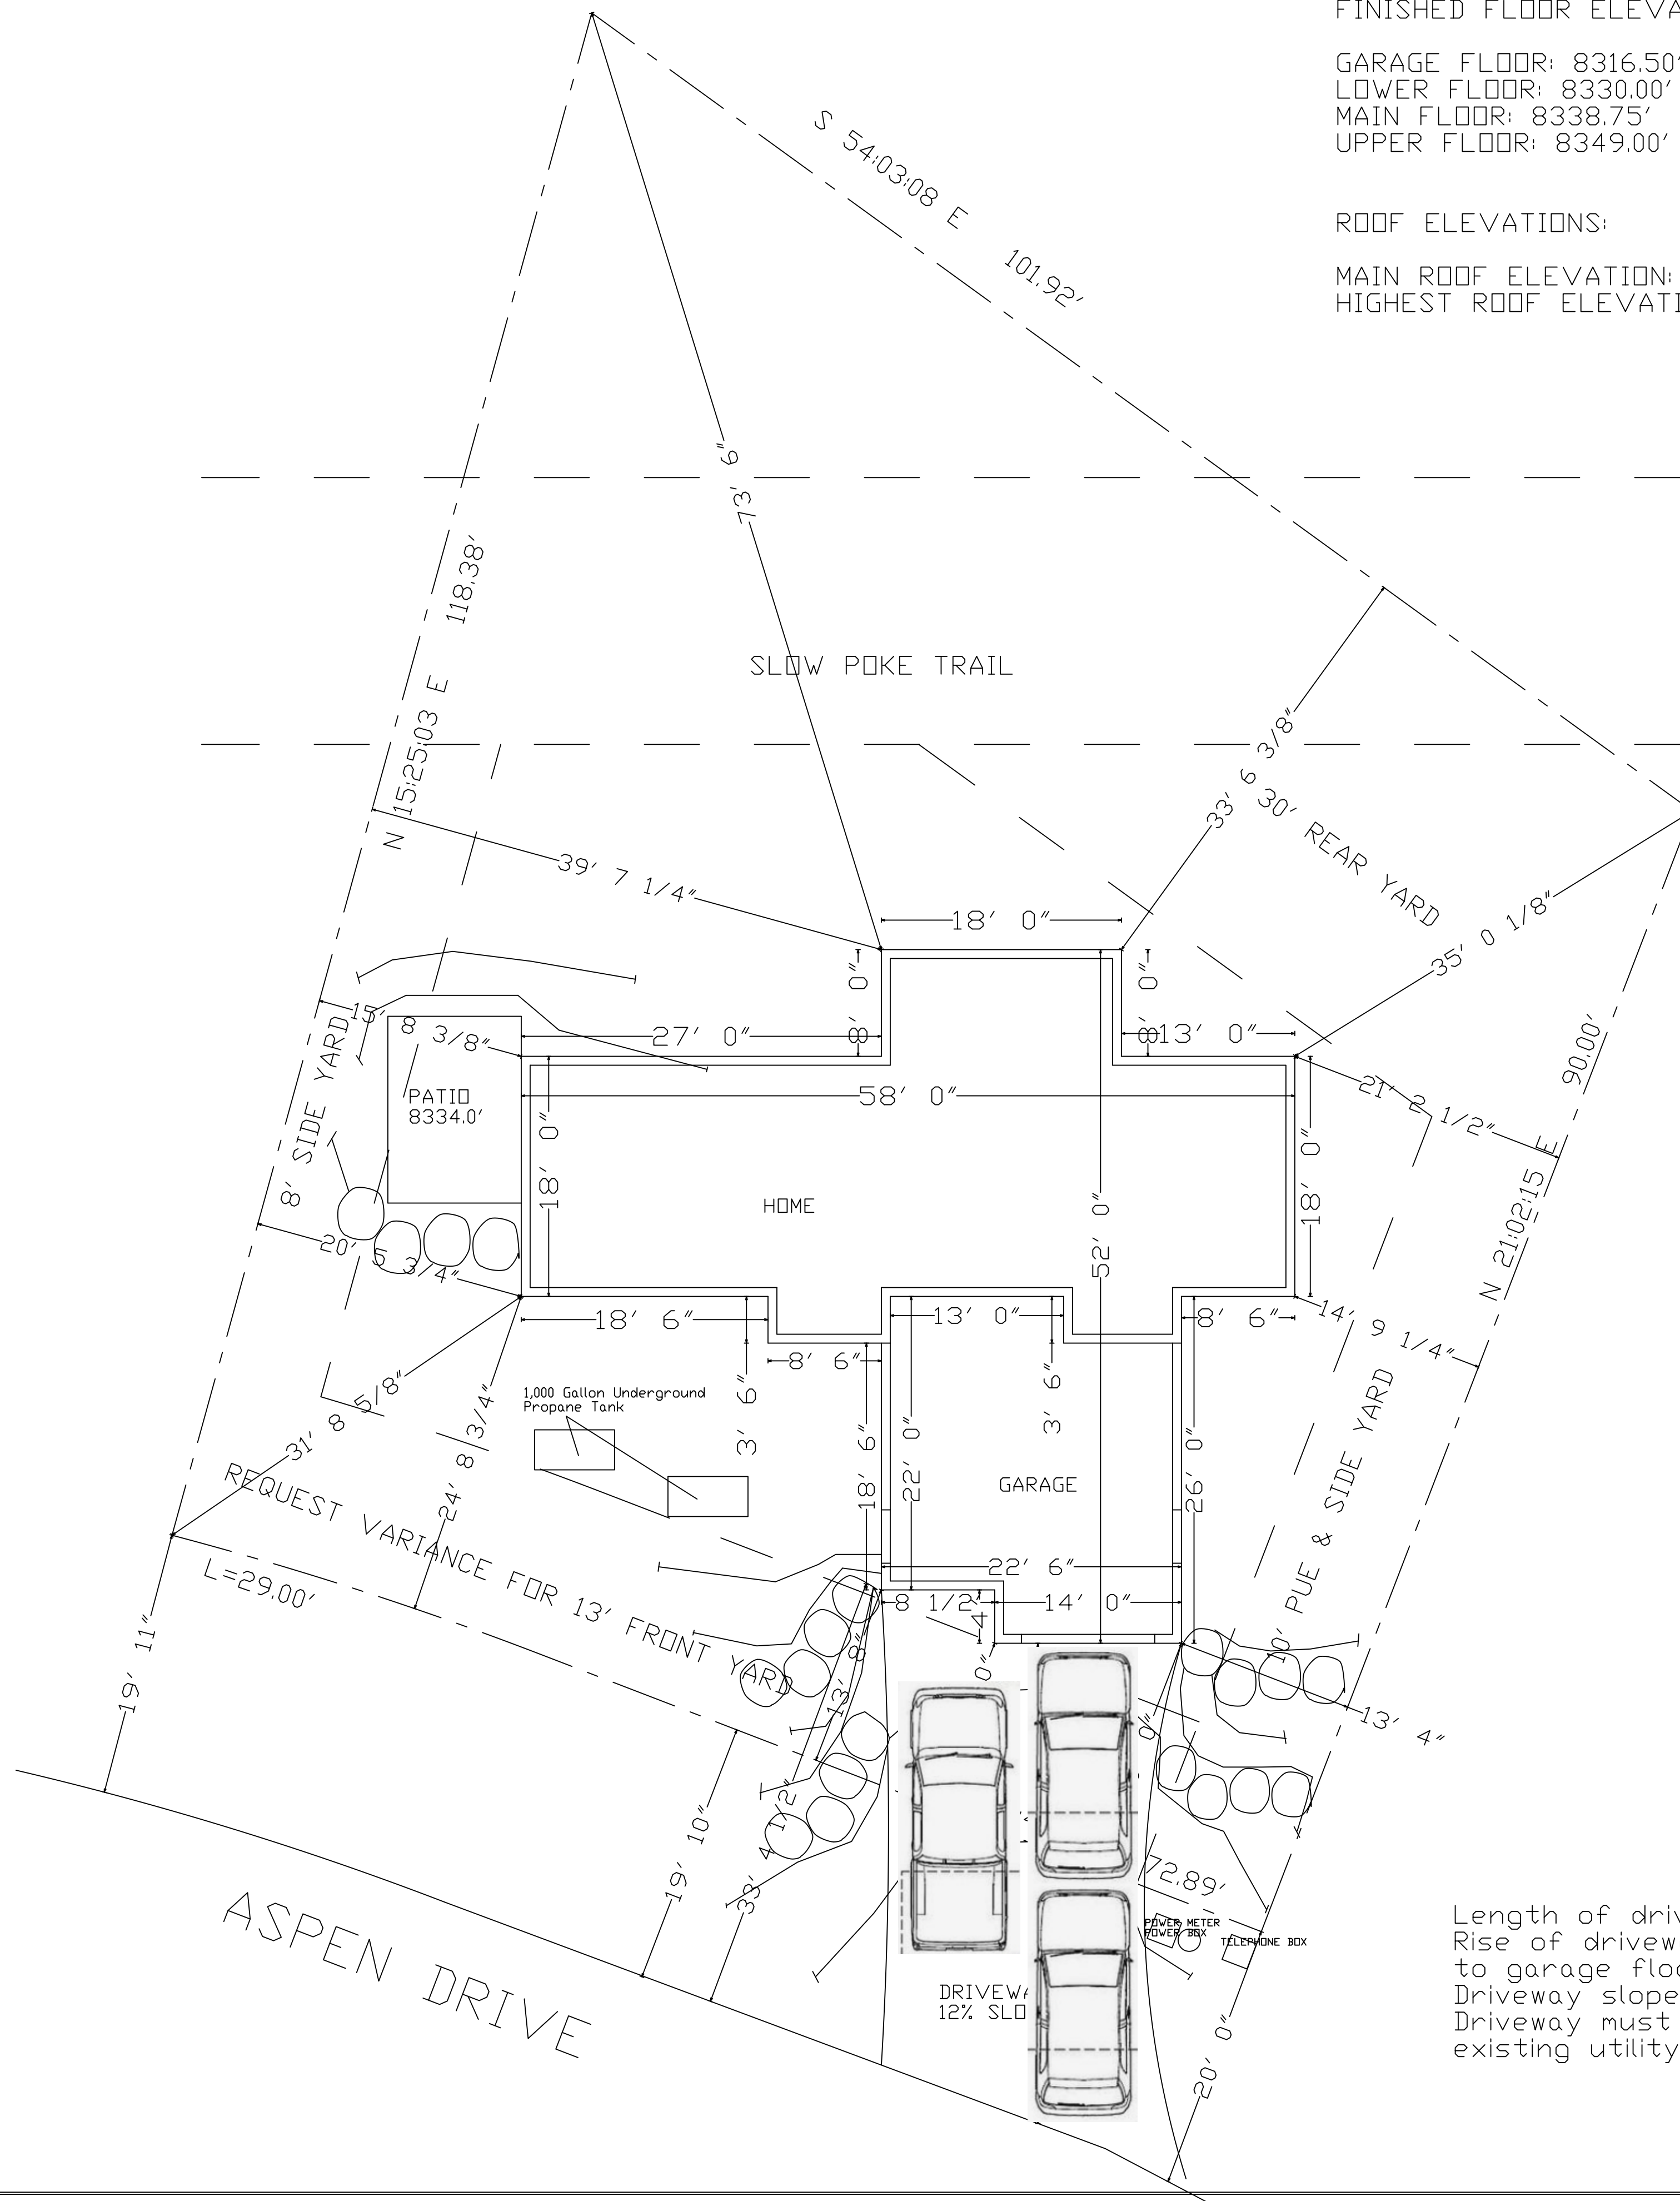 FINISHED FLOOR ELEVA
GARAGE FLOOR: 8316.50'
LOWER FLOOR: 8330.00'
MAIN FLOOR: 8338.75'
UPPER FLOOR: 8349.00'
ROOF ELEVATIONS:
MAIN ROOF ELEVATION:
HIGHEST ROOF ELEVATI
S 54:03:08 E 101.92'
73' 6"
N 15:25:03 E 118.38'
SLOW POKE TRAIL
33' 6 3/8"
30' REAR YARD
39' 7 1/4"
18' 0"
35' 0 1/8"
8' 0"
8' 0"
15' 8 3/8"
27' 0"
13' 0"
90.00'
N 21:02:15 E
58' 0"
21' 2 1/2"
PATIO
8334.0'
8' SIDE YARD
18' 0"
18' 0"
HOME
52' 0"
20' 5 3/4"
18' 6"
13' 0"
8' 6"
14' 9 1/4"
8' 6"
3' 6"
3' 6"
31' 8 5/8"
24' 8 3/4"
1,000 Gallon Underground
Propane Tank
18' 6"
22' 0"
26' 0"
GARAGE
10' PUE & SIDE YARD
REQUEST VARIANCE FOR 13' FRONT YARD
L=29.00'
22' 6"
8 1/2"
14' 0"
4' 0"
13' 8"
0"
13' 4"
19' 11"
19' 10"
33' 4 1/2"
72.89'
POWER METER
POWER BOX
TELEPHONE BOX
ASPEN DRIVE
DRIVEWA
12% SLO
20' 0"
Length of driv
Rise of drivew
to garage floo
Driveway slope
Driveway must
existing utility